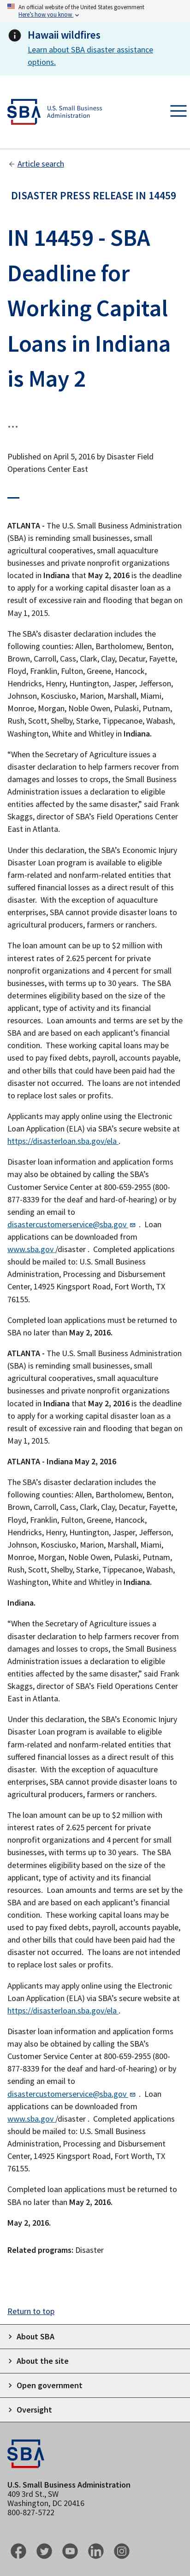 An official website of the United States government
Here's how you know
Hawaii wildfires
Learn about SBA disaster assistance
options.
SBA
U.S. Small Business
Administration
Article search
DISASTER PRESS RELEASE IN 14459
IN 14459 - SBA
Deadline for
Working Capital
Loans in Indiana
is May 2
...
Published on April 5, 2016 by Disaster Field
Operations Center East
ATLANTA - The U.S. Small Business Administration
(SBA) is reminding small businesses, small
agricultural cooperatives, small aquaculture
businesses and private nonprofit organizations
located in Indiana that May 2, 2016 is the deadline
to apply for a working capital disaster loan as a
result of excessive rain and flooding that began on
May 1, 2015.
The SBA's disaster declaration includes the
following counties: Allen, Bartholomew, Benton,
Brown, Carroll, Cass, Clark, Clay, Decatur, Fayette,
Floyd, Franklin, Fulton, Greene, Hancock,
Hendricks, Henry, Huntington, Jasper, Jefferson,
Johnson, Kosciusko, Marion, Marshall, Miami,
Monroe, Morgan, Noble Owen, Pulaski, Putnam,
Rush, Scott, Shelby, Starke, Tippecanoe, Wabash,
Washington, White and Whitley in Indiana.
“When the Secretary of Agriculture issues a
disaster declaration to help farmers recover from
damages and losses to crops, the Small Business
Administration issues a declaration to eligible
entities affected by the same disaster,” said Frank
Skaggs, director of SBA’s Field Operations Center
East in Atlanta.
Under this declaration, the SBA’s Economic Injury
Disaster Loan program is available to eligible
farm-related and nonfarm-related entities that
suffered financial losses as a direct result of this
disaster.  With the exception of aquaculture
enterprises, SBA cannot provide disaster loans to
agricultural producers, farmers or ranchers.
The loan amount can be up to $2 million with
interest rates of 2.625 percent for private
nonprofit organizations and 4 percent for small
businesses, with terms up to 30 years.  The SBA
determines eligibility based on the size of the
applicant, type of activity and its financial
resources.  Loan amounts and terms are set by the
SBA and are based on each applicant’s financial
condition.  These working capital loans may be
used to pay fixed debts, payroll, accounts payable,
and other bills that could have been paid had the
disaster not occurred.  The loans are not intended
to replace lost sales or profits.
Applicants may apply online using the Electronic
Loan Application (ELA) via SBA’s secure website at
https://disasterloan.sba.gov/ela .
Disaster loan information and application forms
may also be obtained by calling the SBA’s
Customer Service Center at 800-659-2955 (800-
877-8339 for the deaf and hard-of-hearing) or by
sending an email to
disastercustomerservice@sba.gov .  Loan
applications can be downloaded from
www.sba.gov /disaster .  Completed applications
should be mailed to: U.S. Small Business
Administration, Processing and Disbursement
Center, 14925 Kingsport Road, Fort Worth, TX
76155.
Completed loan applications must be returned to
SBA no later than May 2, 2016.
ATLANTA - The U.S. Small Business Administration
(SBA) is reminding small businesses, small
agricultural cooperatives, small aquaculture
businesses and private nonprofit organizations
located in Indiana that May 2, 2016 is the deadline
to apply for a working capital disaster loan as a
result of excessive rain and flooding that began on
May 1, 2015.
ATLANTA - Indiana May 2, 2016
The SBA’s disaster declaration includes the
following counties: Allen, Bartholomew, Benton,
Brown, Carroll, Cass, Clark, Clay, Decatur, Fayette,
Floyd, Franklin, Fulton, Greene, Hancock,
Hendricks, Henry, Huntington, Jasper, Jefferson,
Johnson, Kosciusko, Marion, Marshall, Miami,
Monroe, Morgan, Noble Owen, Pulaski, Putnam,
Rush, Scott, Shelby, Starke, Tippecanoe, Wabash,
Washington, White and Whitley in Indiana.
Indiana.
“When the Secretary of Agriculture issues a
disaster declaration to help farmers recover from
damages and losses to crops, the Small Business
Administration issues a declaration to eligible
entities affected by the same disaster,” said Frank
Skaggs, director of SBA’s Field Operations Center
East in Atlanta.
Under this declaration, the SBA’s Economic Injury
Disaster Loan program is available to eligible
farm-related and nonfarm-related entities that
suffered financial losses as a direct result of this
disaster.  With the exception of aquaculture
enterprises, SBA cannot provide disaster loans to
agricultural producers, farmers or ranchers.
The loan amount can be up to $2 million with
interest rates of 2.625 percent for private
nonprofit organizations and 4 percent for small
businesses, with terms up to 30 years.  The SBA
determines eligibility based on the size of the
applicant, type of activity and its financial
resources.  Loan amounts and terms are set by the
SBA and are based on each applicant’s financial
condition.  These working capital loans may be
used to pay fixed debts, payroll, accounts payable,
and other bills that could have been paid had the
disaster not occurred.  The loans are not intended
to replace lost sales or profits.
Applicants may apply online using the Electronic
Loan Application (ELA) via SBA’s secure website at
https://disasterloan.sba.gov/ela .
Disaster loan information and application forms
may also be obtained by calling the SBA’s
Customer Service Center at 800-659-2955 (800-
877-8339 for the deaf and hard-of-hearing) or by
sending an email to
disastercustomerservice@sba.gov .  Loan
applications can be downloaded from
www.sba.gov /disaster .  Completed applications
should be mailed to: U.S. Small Business
Administration, Processing and Disbursement
Center, 14925 Kingsport Road, Fort Worth, TX
76155.
Completed loan applications must be returned to
SBA no later than May 2, 2016.
May 2, 2016.
Related programs: Disaster
Return to top
About SBA
About the site
Open government
Oversight
SBA
U.S. Small Business Administration
409 3rd St., SW
Washington, DC 20416
800-827-5722